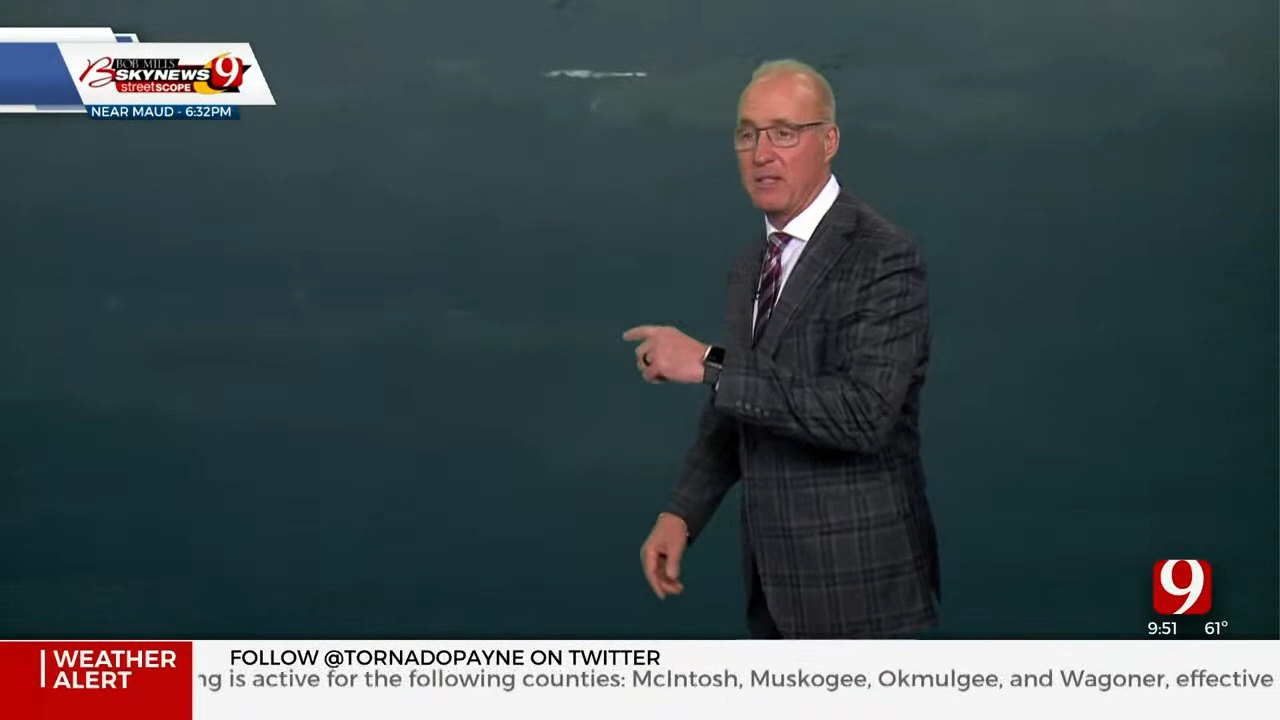 BOB MILLS
SKYNEWS 9
streetSCOPE
NEAR MAUD - 6:32PM
9
9:51 61°
WEATHER
ALERT
FOLLOW @TORNADOPAYNE ON TWITTER
ng is active for the following counties: McIntosh, Muskogee, Okmulgee, and Wagoner, effective